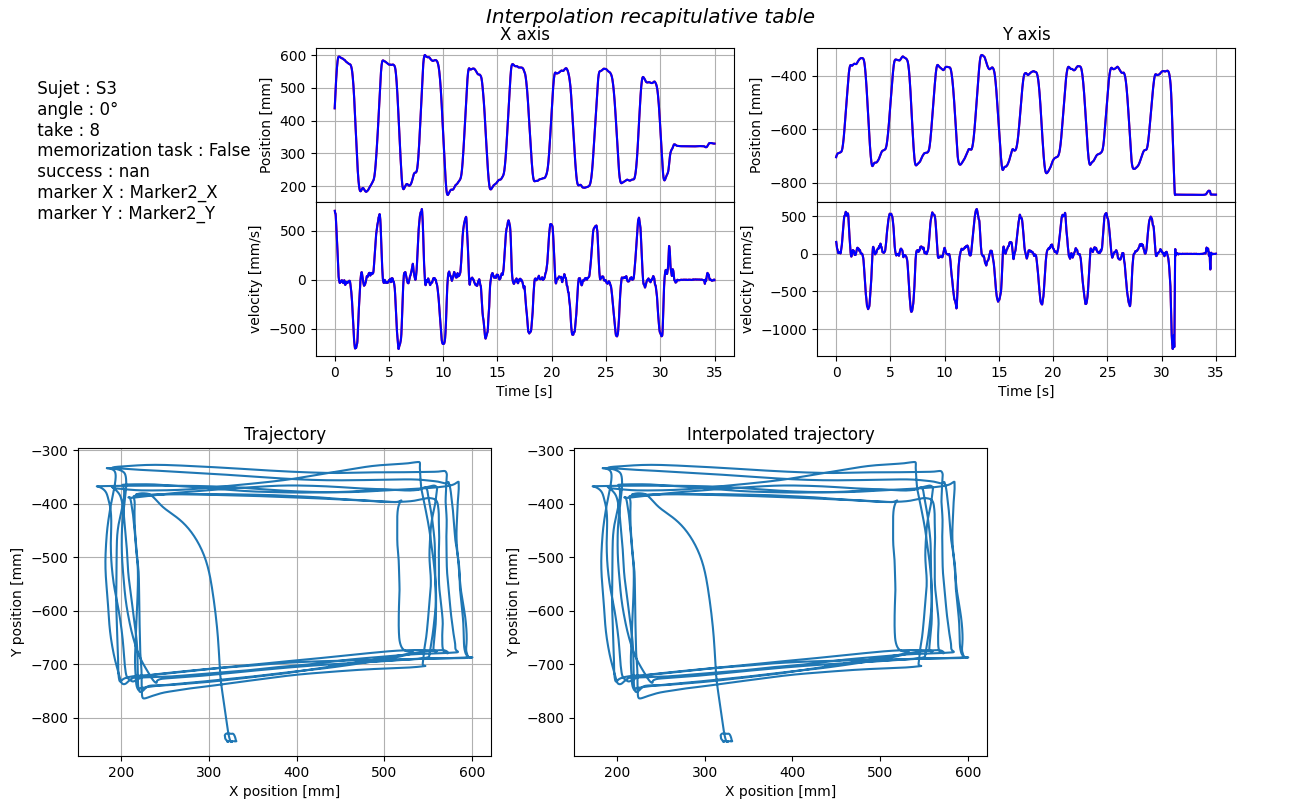 Interpolation recapitulative table
X axis
Y axis
Sujet : S3
angle : 0°
take : 8
memorization task : False
success : nan
marker X : Marker2_X
marker Y : Marker2_Y
Position [mm]
600
500
400
300
200
velocity [mm/s]
500
0
−500
0 5 10 15 20 25 30 35
Time [s]
Position [mm]
−400
−600
−800
velocity [mm/s]
500
0
−500
−1000
0 5 10 15 20 25 30 35
Time [s]
Trajectory
Y position [mm]
−300
−400
−500
−600
−700
−800
200 300 400 500 600
X position [mm]
Interpolated trajectory
Y position [mm]
−300
−400
−500
−600
−700
−800
200 300 400 500 600
X position [mm]